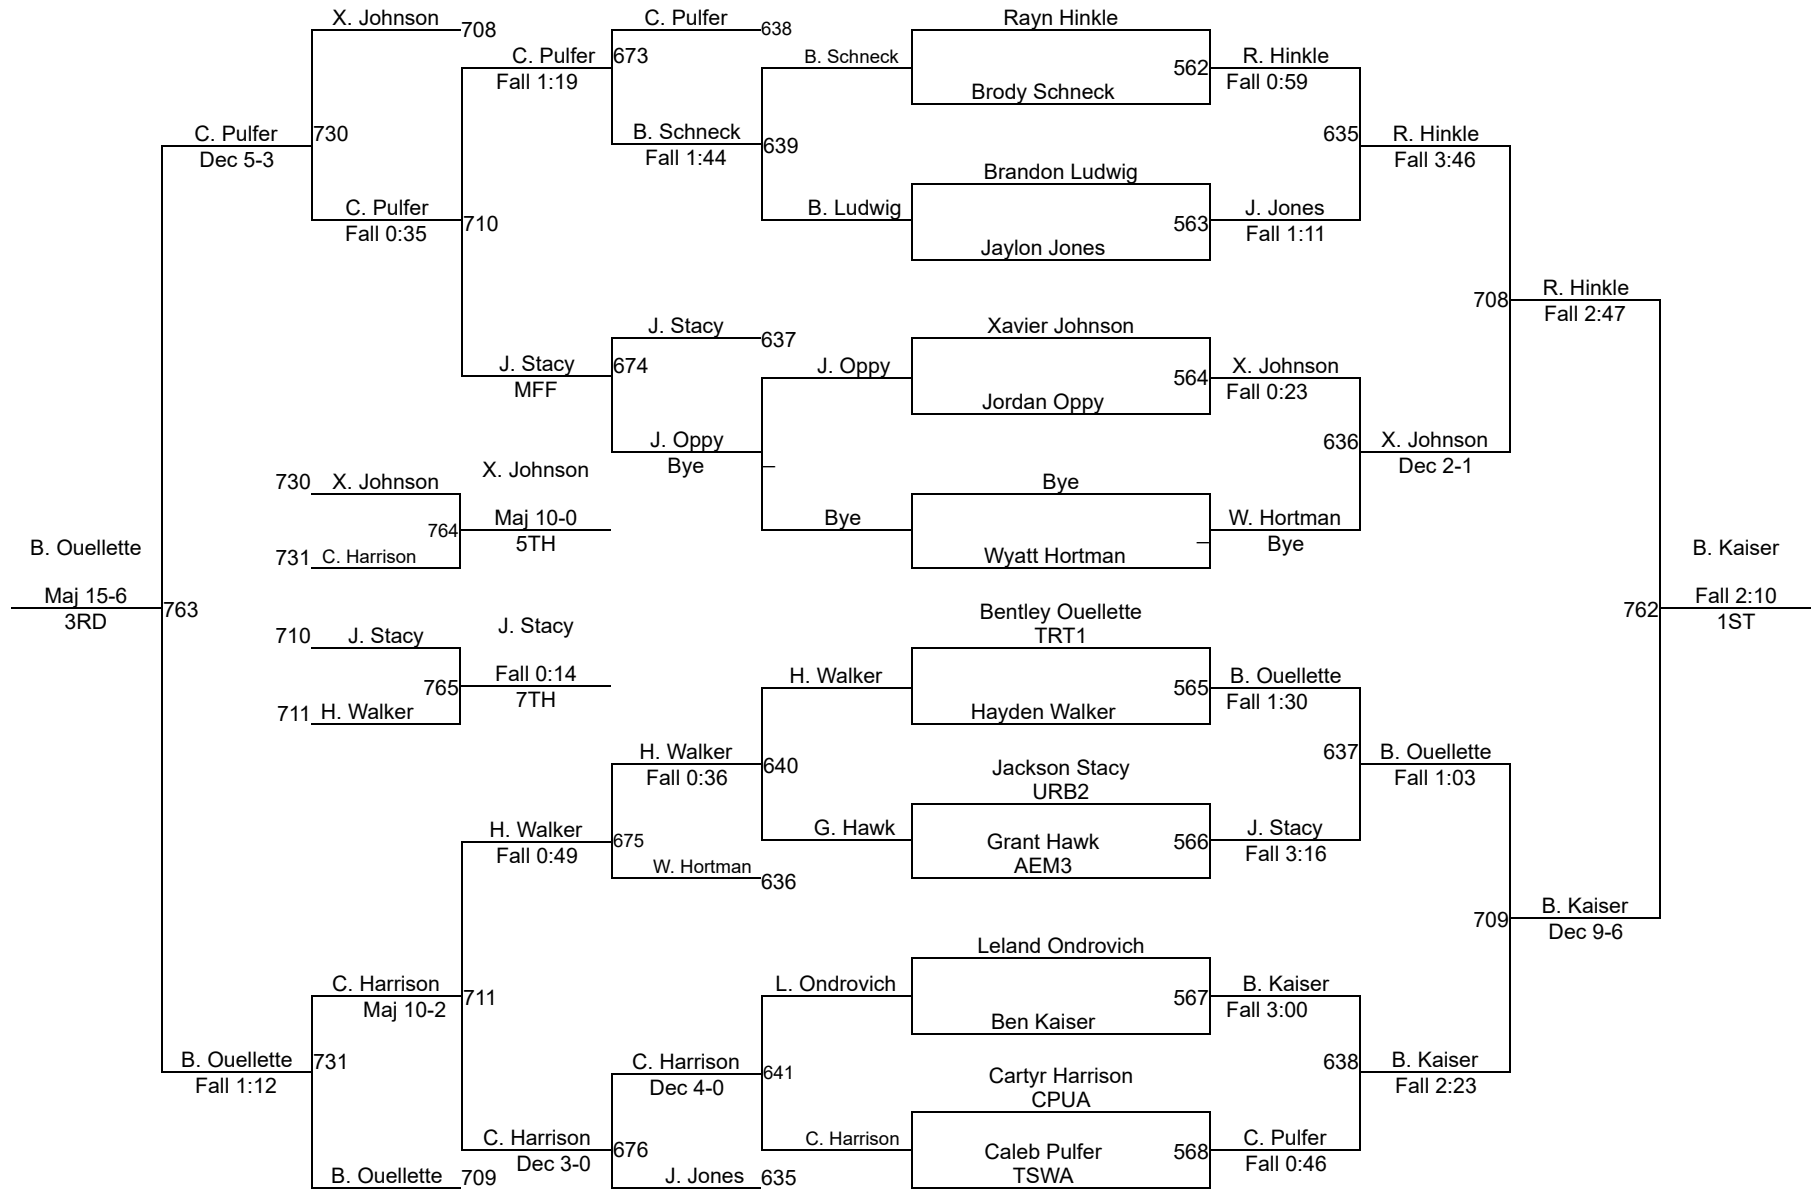 X. Johnson
708
C. Pulfer
638
Rayn Hinkle
C. Pulfer
673
B. Schneck
562
R. Hinkle
Fall 1:19
Fall 0:59
Brody Schneck
C. Pulfer
730
B. Schneck
639
635
R. Hinkle
Dec 5-3
Fall 1:44
Fall 3:46
Brandon Ludwig
C. Pulfer
710
B. Ludwig
563
J. Jones
Fall 0:35
Fall 1:11
Jaylon Jones
708
R. Hinkle
Fall 2:47
J. Stacy
637
Xavier Johnson
J. Stacy
674
J. Oppy
564
X. Johnson
MFF
Fall 0:23
Jordan Oppy
J. Oppy
636
X. Johnson
Bye
–
Dec 2-1
X. Johnson
730
X. Johnson
Bye
764
Maj 10-0
Bye
W. Hortman
5TH
–
Bye
731
C. Harrison
Wyatt Hortman
B. Ouellette
B. Kaiser
Maj 15-6
763
762
Fall 2:10
3RD
1ST
Bentley Ouellette
TRT1
J. Stacy
710
J. Stacy
765
Fall 0:14
H. Walker
565
B. Ouellette
7TH
Fall 1:30
711
H. Walker
Hayden Walker
H. Walker
640
637
B. Ouellette
Fall 0:36
Fall 1:03
Jackson Stacy
URB2
H. Walker
675
G. Hawk
Grant Hawk
566
J. Stacy
Fall 0:49
AEM3
Fall 3:16
W. Hortman
636
709
B. Kaiser
Dec 9-6
Leland Ondrovich
C. Harrison
711
L. Ondrovich
567
B. Kaiser
Maj 10-2
Fall 3:00
Ben Kaiser
B. Ouellette
731
C. Harrison
641
638
B. Kaiser
Fall 1:12
Dec 4-0
Fall 2:23
Cartyr Harrison
CPUA
C. Harrison
676
C. Harrison
Caleb Pulfer
568
C. Pulfer
Dec 3-0
TSWA
Fall 0:46
B. Ouellette
709
J. Jones
635